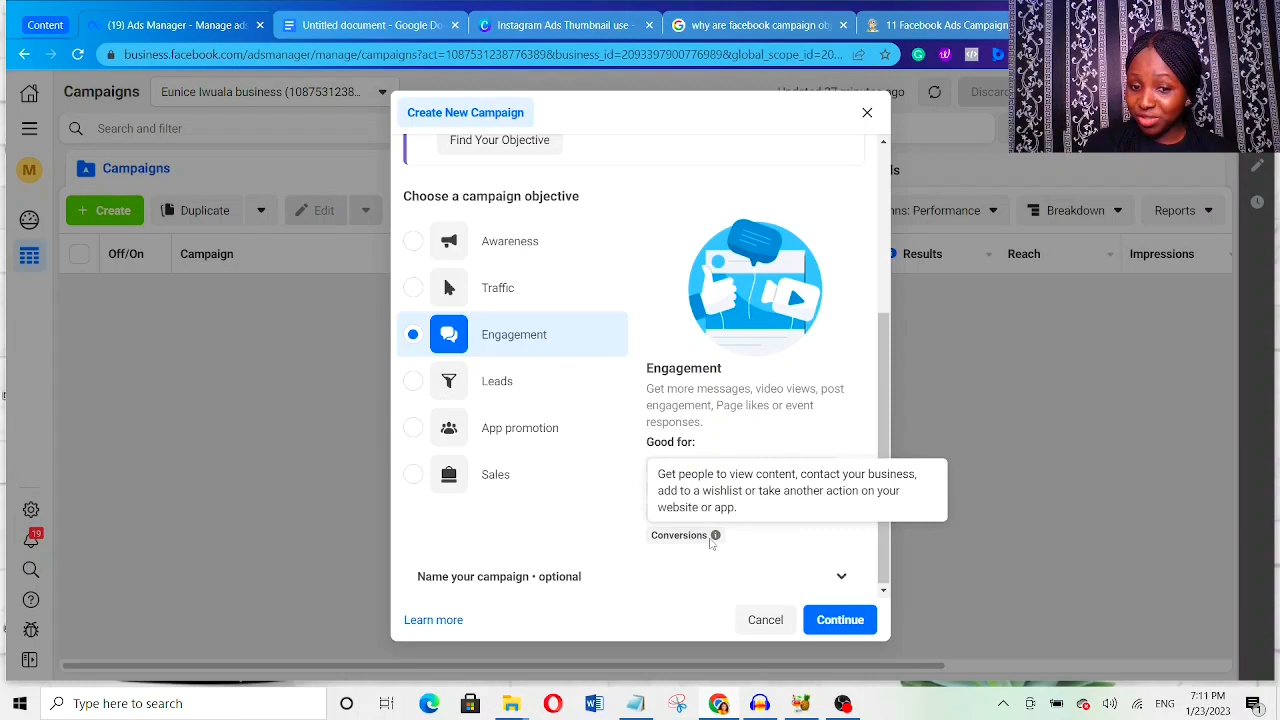 Content
(19) Ads Manager - Manage ads
Untitled document - Google Do
Instagram Ads Thumbnail use -
why are facebook campaign obj
11 Facebook Ads Campaign
business.facebook.com/adsmanager/manage/campaigns?act=1087531238776389&business_id=2093397900776989&global_scope_id=20...
Campaigns
Eunice Iwuala business (1087531238...
Updated 37 minutes ago
Discard
Create New Campaign
Search and filter
Find Your Objective
Campaigns
ds
Create
Duplicate
Edit
ns: Performance
Breakdown
Reports
Choose a campaign objective
Off/On
Campaign
Results
Reach
Impressions
Awareness
Traffic
Engagement
Leads
App promotion
Sales
Engagement
Get more messages, video views, post
engagement, Page likes or event
responses.
Good for:
Get people to view content, contact your business,
add to a wishlist or take another action on your
website or app.
Conversions
Name your campaign • optional
Learn more
Cancel
Continue
M
19
Type here to search
7:11 PM
1/23/2023